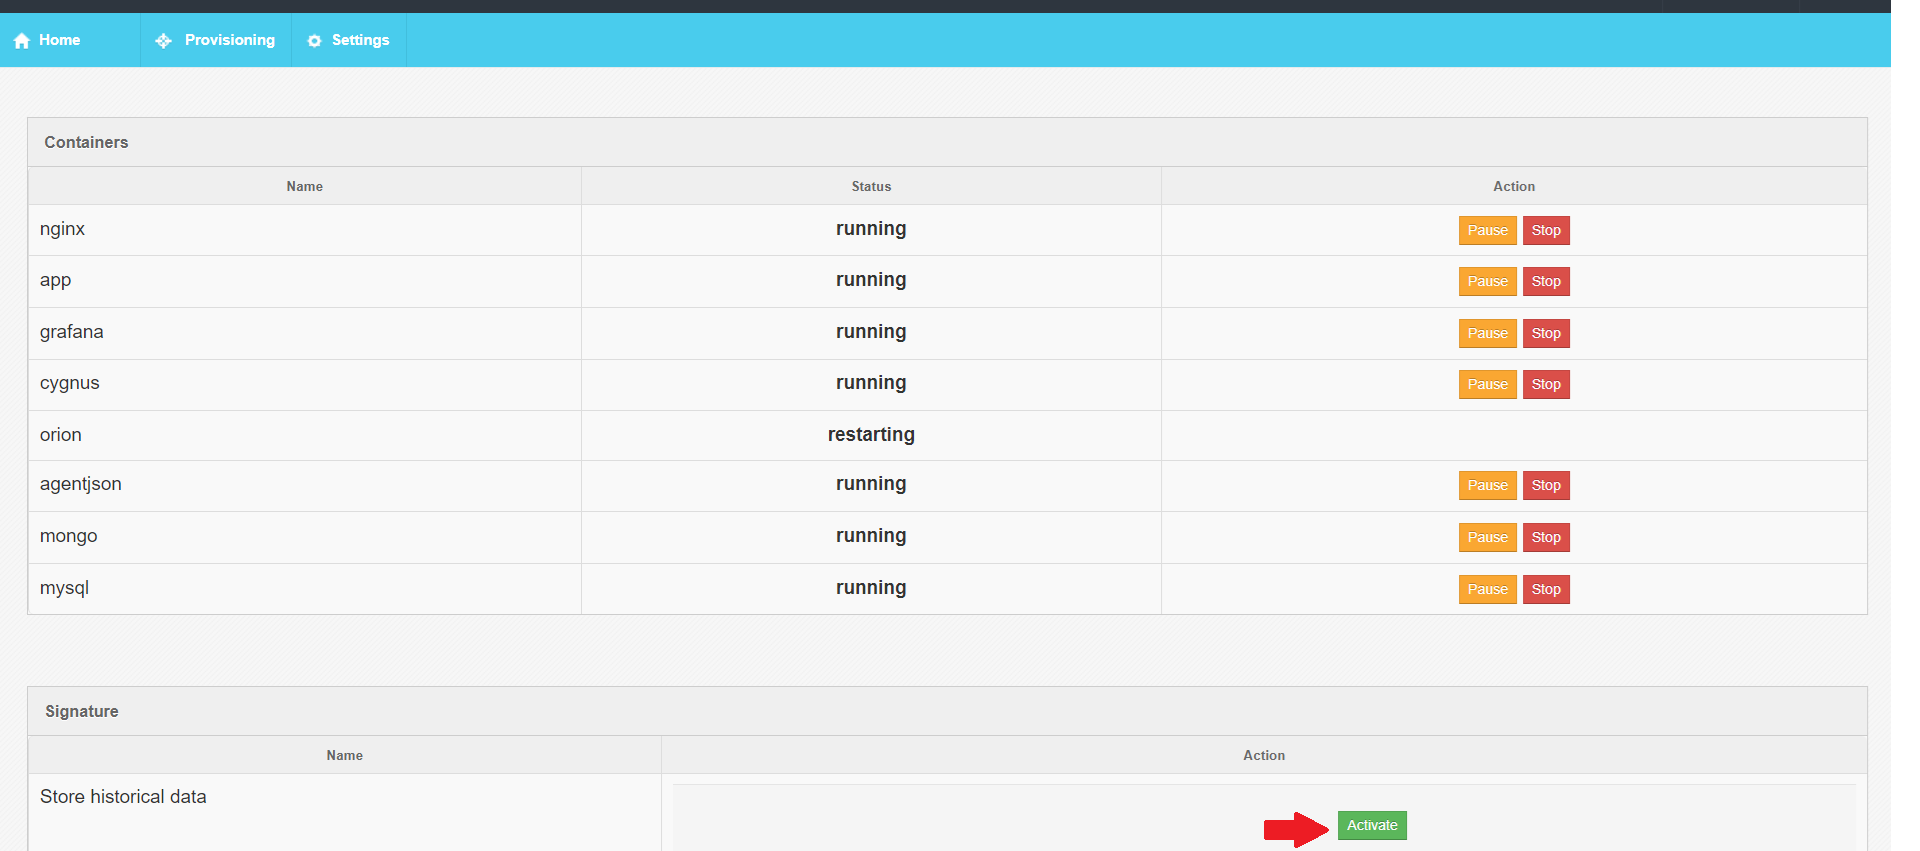 Home Provisioning Settings
Containers
Name Status Action
nginx running Pause Stop
app running Pause Stop
grafana running Pause Stop
cygnus running Pause Stop
orion restarting
agentjson running Pause Stop
mongo running Pause Stop
mysql running Pause Stop
Signature
Name Action
Store historical data
Activate